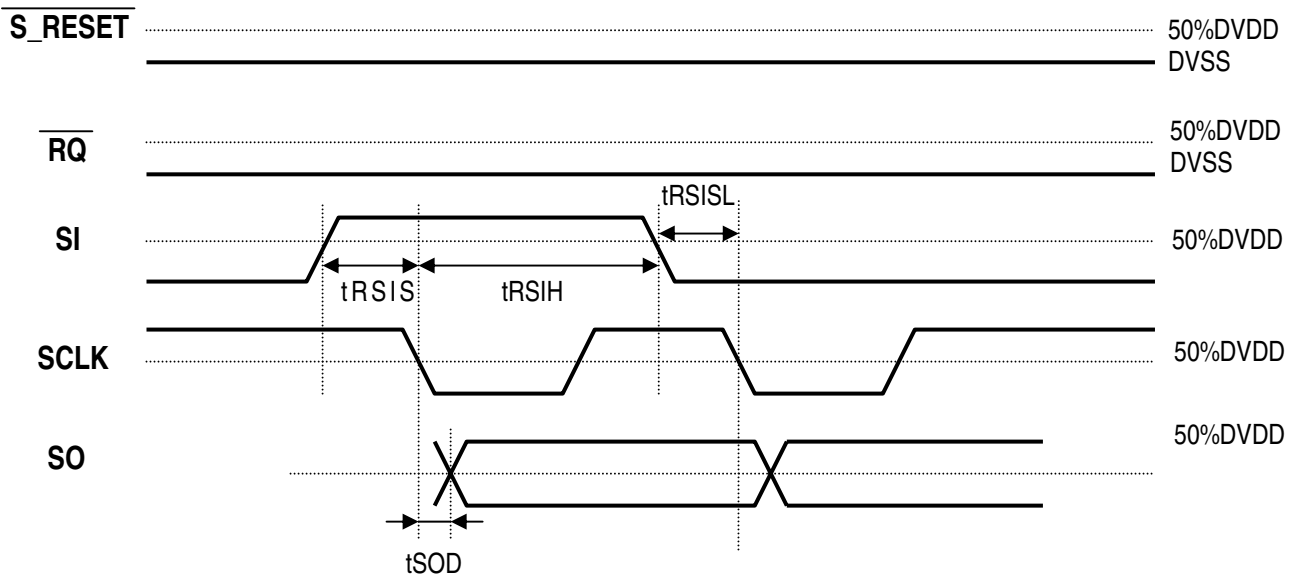 S_RESET
50%DVDD
DVSS
RQ
50%DVDD
DVSS
tRSISL
SI
50%DVDD
tRSIS
tRSIH
SCLK
50%DVDD
SO
50%DVDD
tSOD